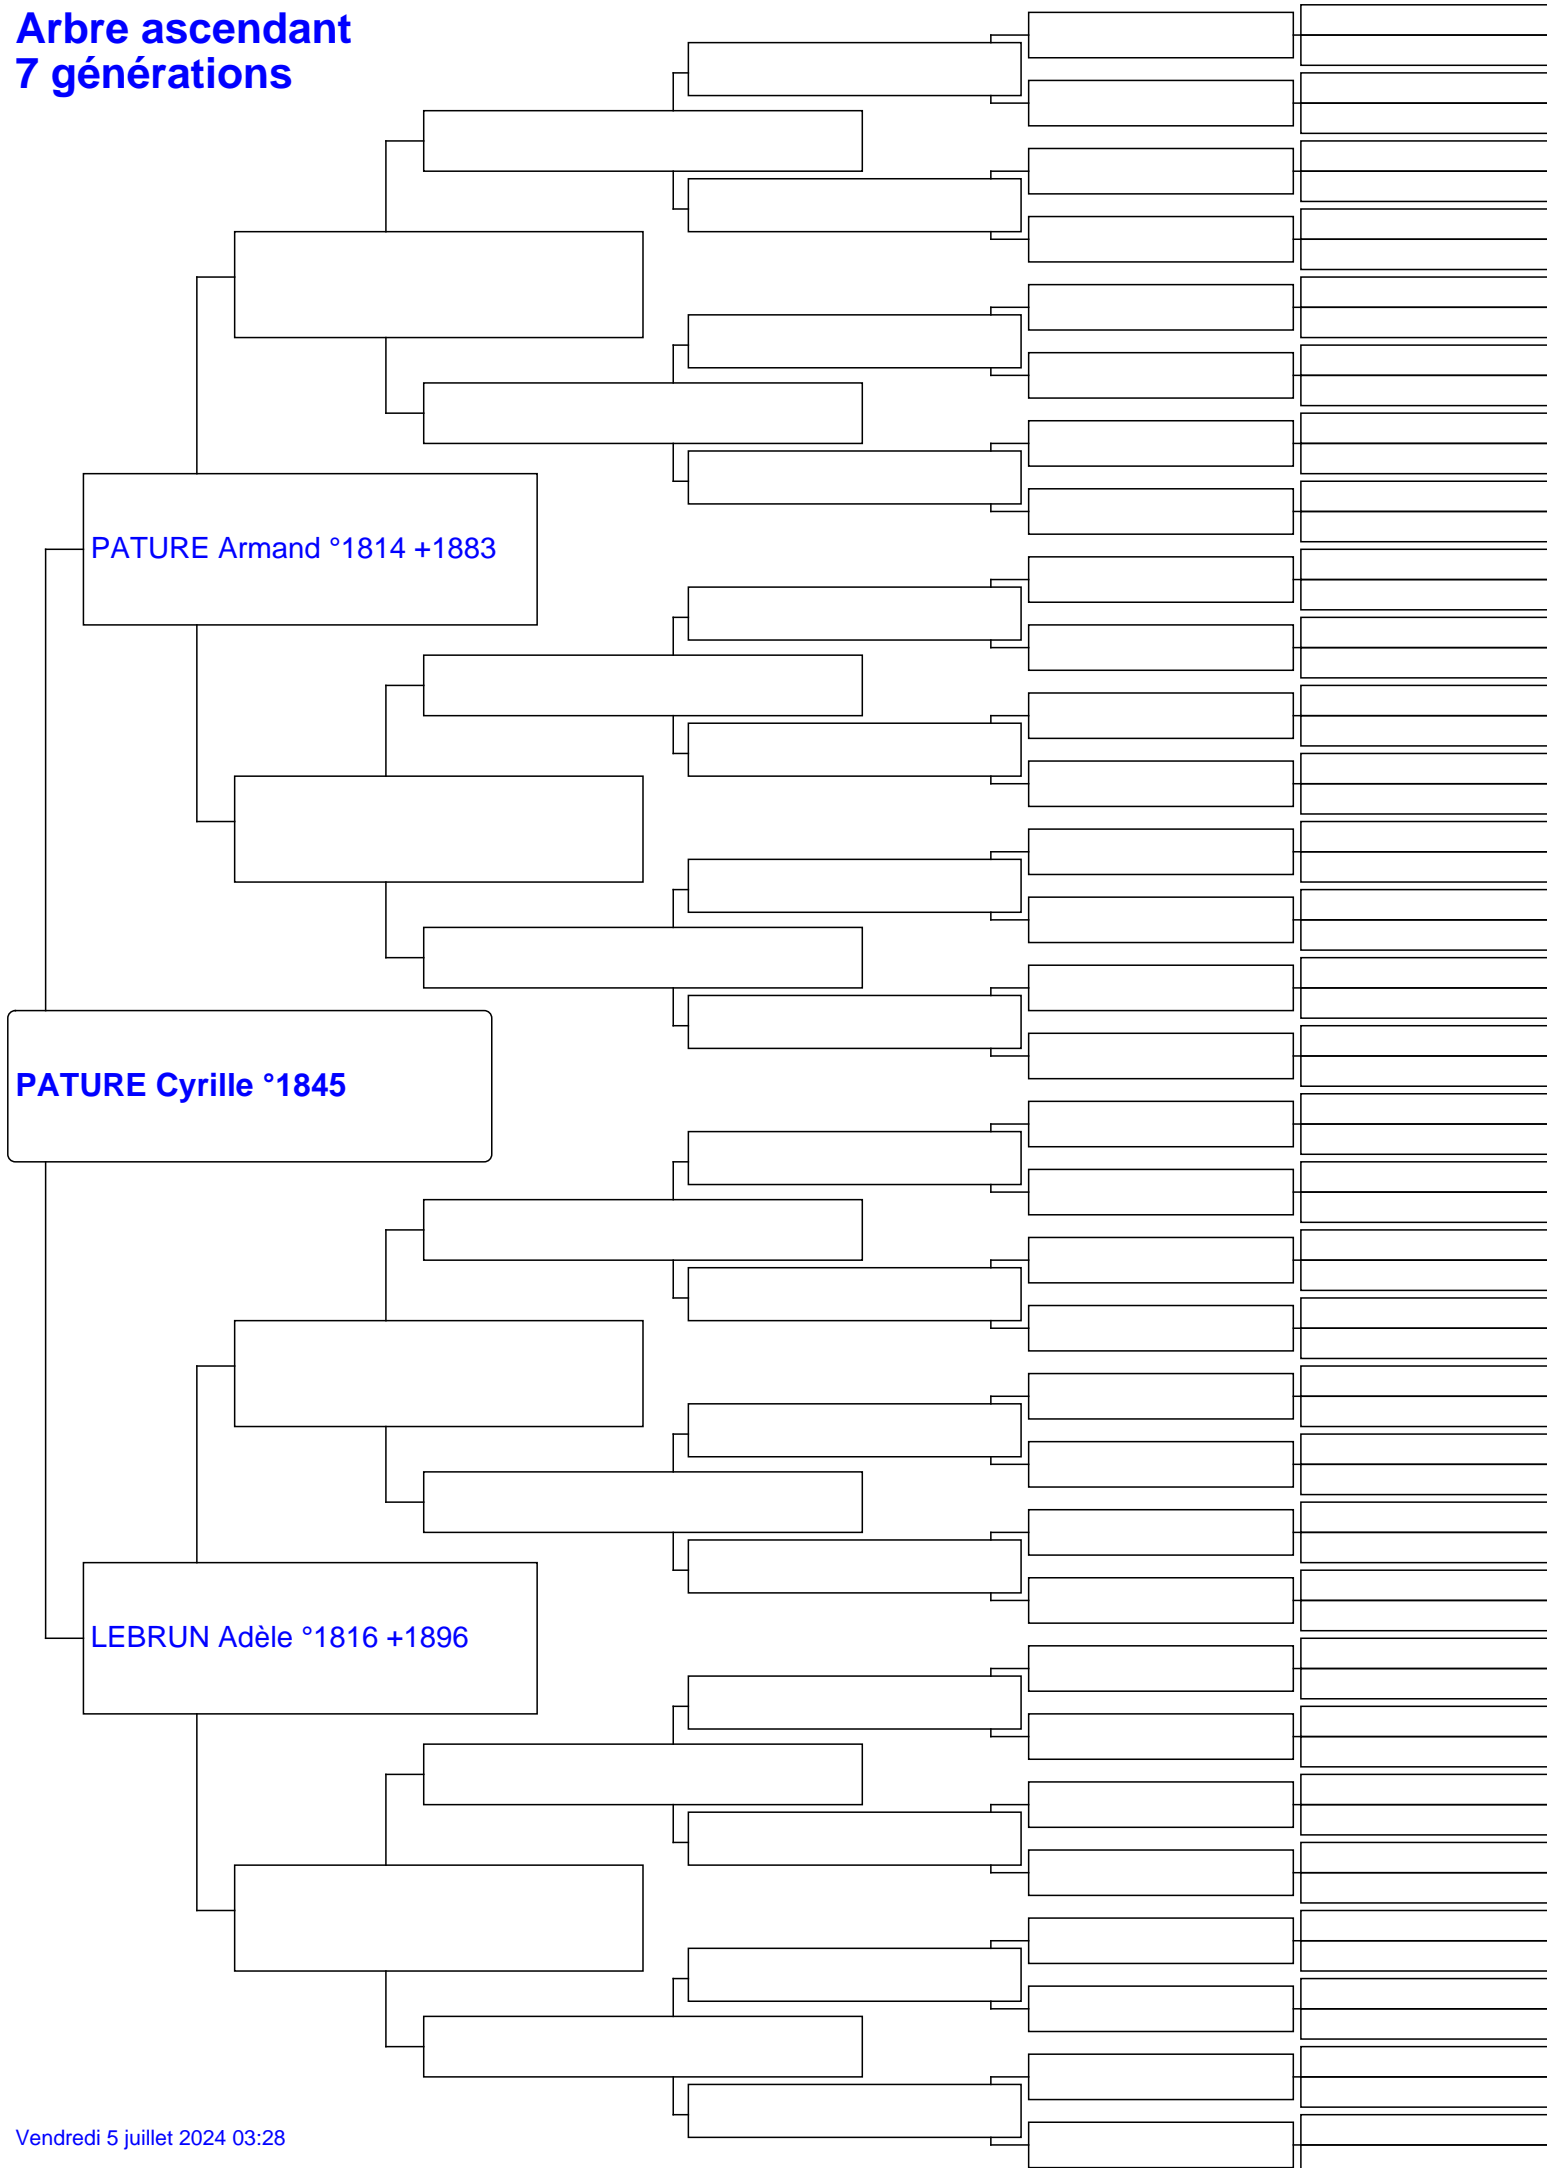 Arbre ascendant
7 générations
PATURE Armand °1814 +1883
PATURE Cyrille °1845
LEBRUN Adèle °1816 +1896
Vendredi 5 juillet 2024 03:28